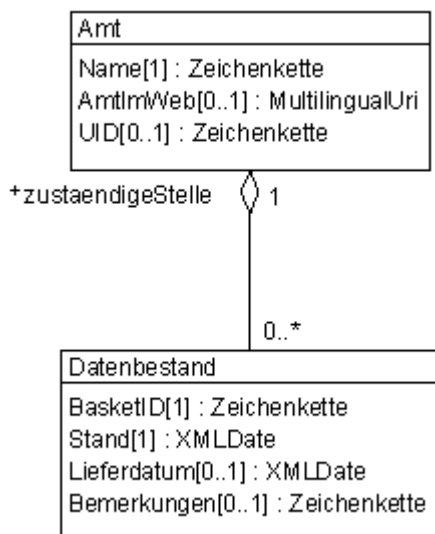 Amt
Name[1] : Zeichenkette
AmtImWeb[0..1] : MultilingualUri
UID[0..1] : Zeichenkette
+zustaendigeStelle 1
0..*
Datenbestand
BasketID[1] : Zeichenkette
Stand[1] : XMLDate
Lieferdatum[0..1] : XMLDate
Bemerkungen[0..1] : Zeichenkette